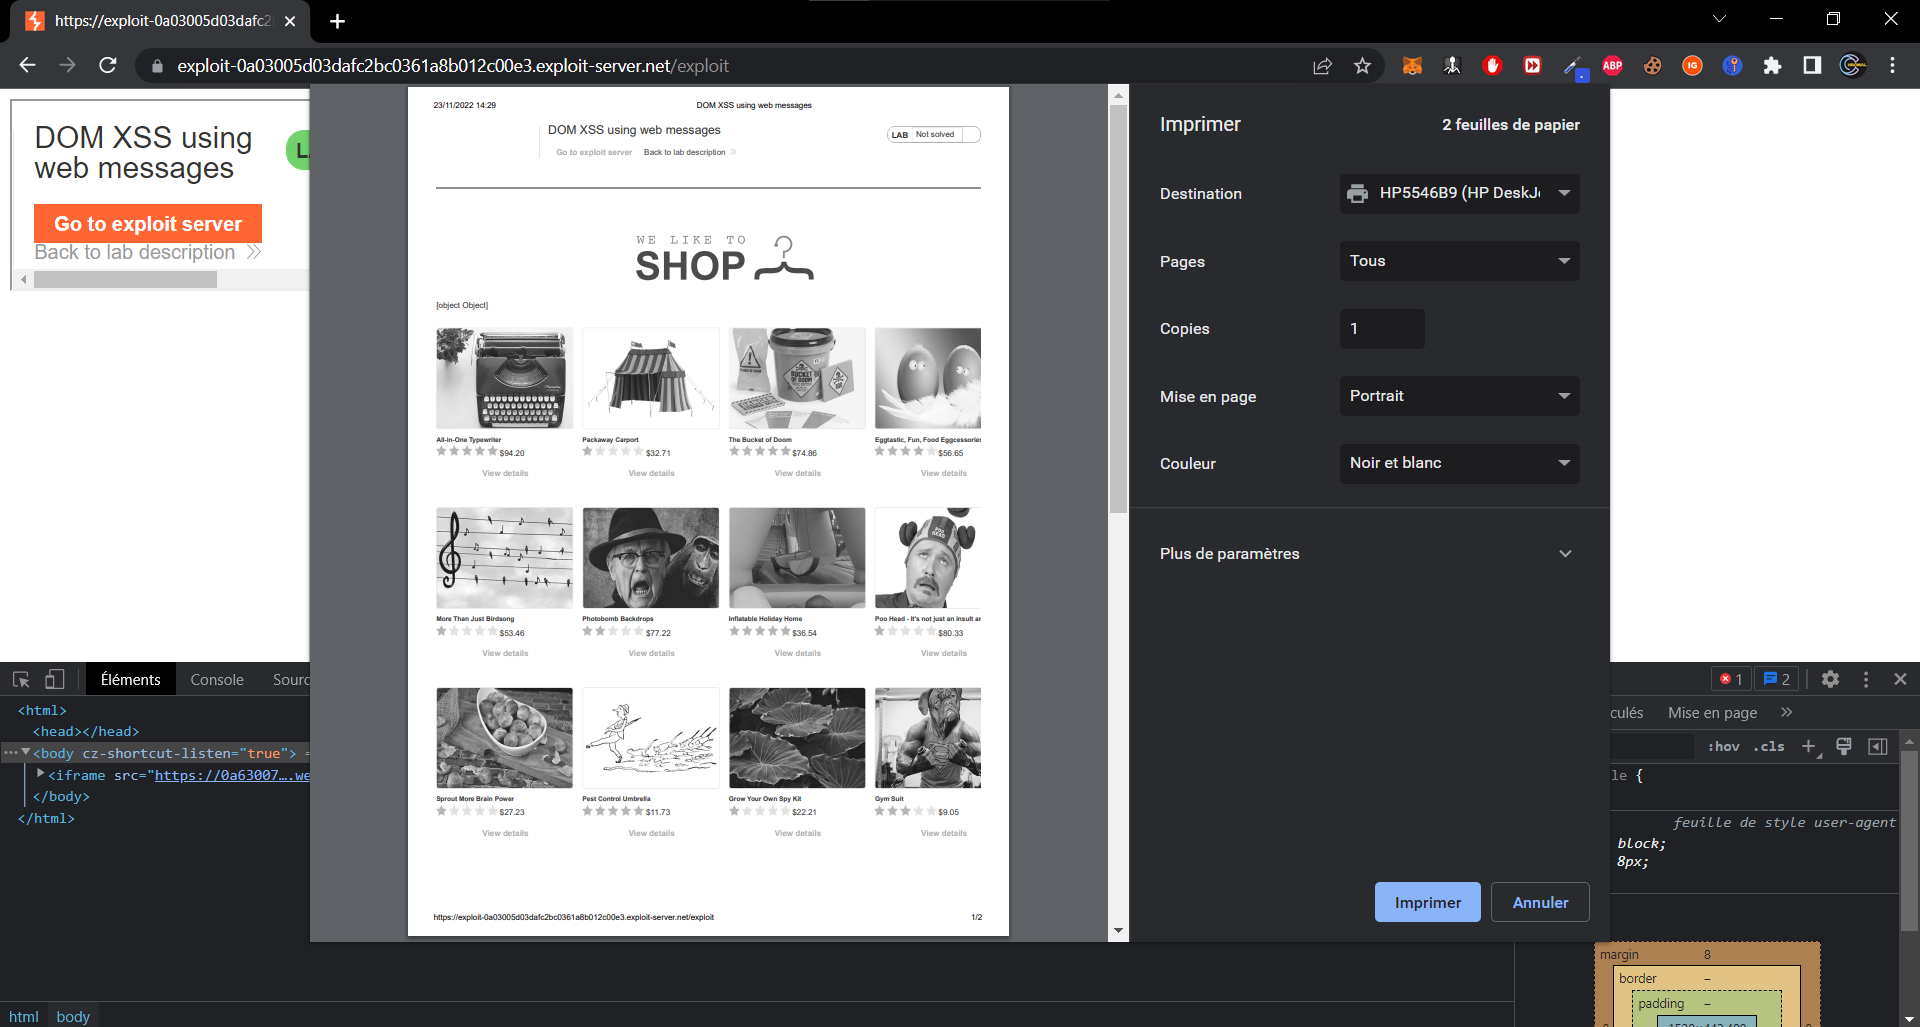 https://exploit-0a03005d03dafc2
exploit-0a03005d03dafc2bc0361a8b012c00e3.exploit-server.net/exploit
ABP
IG
DOM XSS using
web messages
Go to exploit server
Back to lab description
23/11/2022 14:29
DOM XSS using web messages
DOM XSS using web messages
Go to exploit server
Back to lab description
LAB
Not solved
WE LIKE TO
SHOP
[object Object]
BUCKET OF DOOM
All-in-One Typewriter
Packaway Carport
The Bucket of Doom
Eggtastic, Fun, Food Eggcessories
$94.20
$32.71
$74.86
$56.65
View details
View details
View details
View details
POO HEAD
More Than Just Birdsong
Photobomb Backdrops
Inflatable Holiday Home
Poo Head - It's not just an insult ar
$53.46
$77.22
$36.54
$80.33
View details
View details
View details
View details
Sprout More Brain Power
Pest Control Umbrella
Grow Your Own Spy Kit
Gym Suit
$27.23
$11.73
$22.21
$9.05
View details
View details
View details
View details
https://exploit-0a03005d03dafc2bc0361a8b012c00e3.exploit-server.net/exploit
1/2
Imprimer
2 feuilles de papier
Destination
HP5546B9 (HP DeskJ
Pages
Tous
Copies
1
Mise en page
Portrait
Couleur
Noir et blanc
Plus de paramètres
Imprimer
Annuler
Éléments
Console
Sourc
1
2
<html>
<head></head>
<body cz-shortcut-listen="true"> =
<iframe src="https://0a63007….we
</body>
</html>
html
body
culés
Mise en page
:hov
.cls
le {
feuille de style user-agent
block;
8px;
margin
8
border
–
padding
–